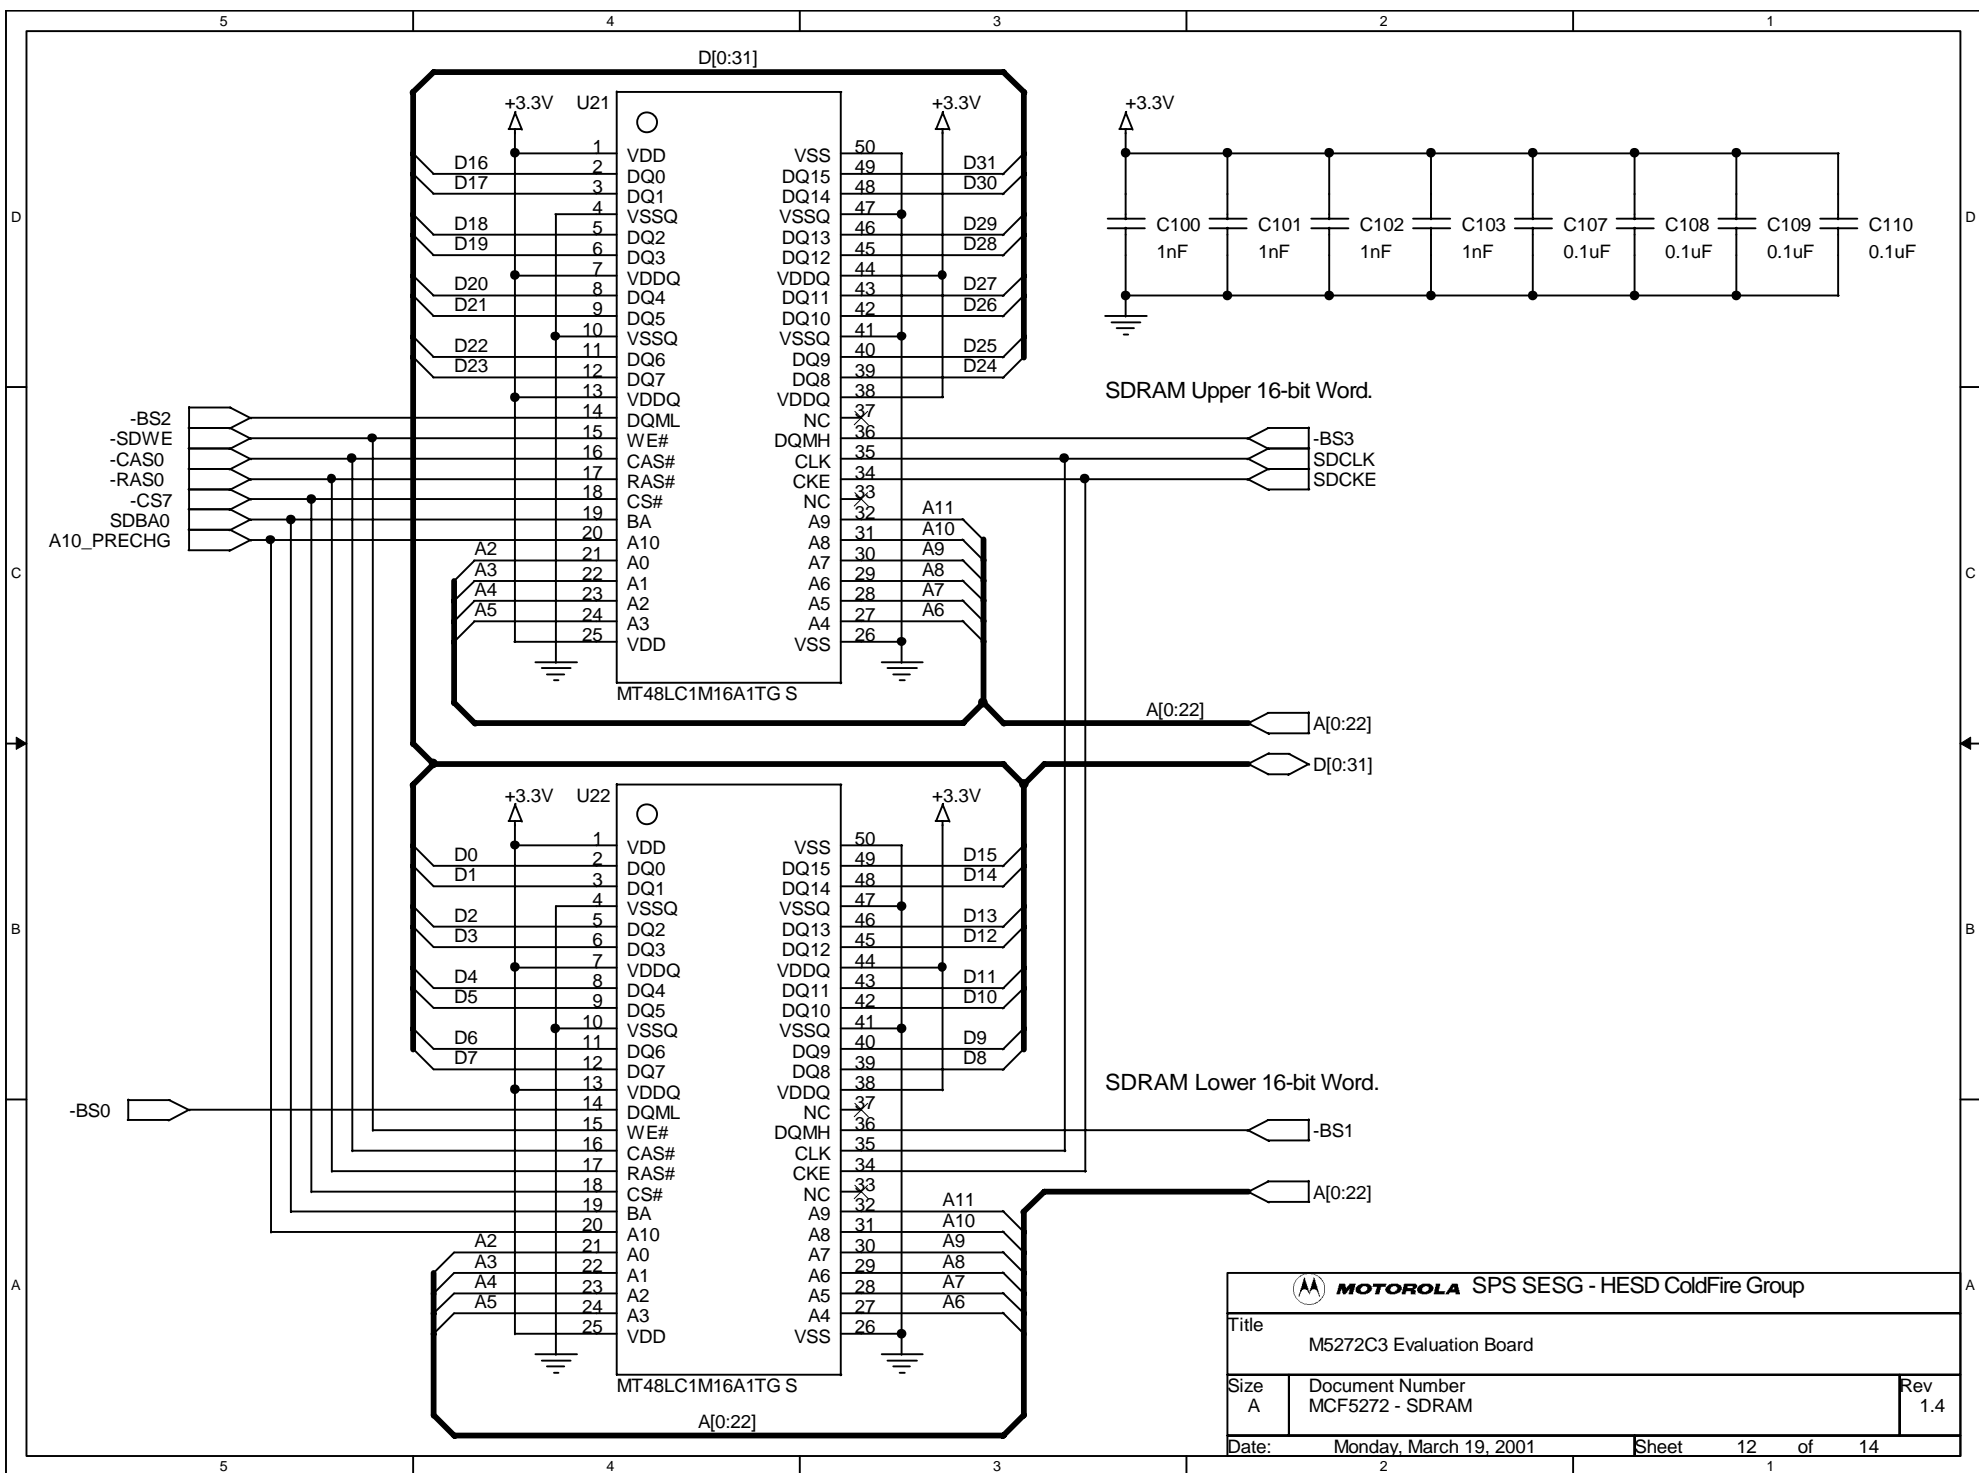 5 4 3 2 1
D[0:31]
+3.3V U21 +3.3V +3.3V
1 VDD VSS 50
D16 2 DQ0 DQ15 49 D31
D17 3 DQ1 DQ14 48 D30
4 VSSQ VSSQ 47
D D18 5 DQ2 DQ13 46 D29 D
D19 6 DQ3 DQ12 45 D28
7 VDDQ VDDQ 44
D20 8 DQ4 DQ11 43 D27
D21 9 DQ5 DQ10 42 D26
10 VSSQ VSSQ 41
D22 11 DQ6 DQ9 40 D25
D23 12 DQ7 DQ8 39 D24
13 VDDQ VDDQ 38
C100 C101 C102 C103 C107 C108 C109 C110
1nF 1nF 1nF 1nF 0.1uF 0.1uF 0.1uF 0.1uF
SDRAM Upper 16-bit Word.
-BS2 14 DQML NC 37
-SDWE 15 WE# DQMH 36 -BS3
-CAS0 16 CAS# CLK 35 SDCLK
-RAS0 17 RAS# CKE 34 SDCKE
-CS7 18 CS# NC 33
SDBA0 19 BA A9 32 A11
A10_PRECHG 20 A10 A8 31 A10
A2 21 A0 A7 30 A9
C A3 22 A1 A6 29 A8 C
A4 23 A2 A5 28 A7
A5 24 A3 A4 27 A6
25 VDD VSS 26
MT48LC1M16A1TG S
A[0:22] A[0:22]
D[0:31]
+3.3V U22 +3.3V
1 VDD VSS 50
D0 2 DQ0 DQ15 49 D15
D1 3 DQ1 DQ14 48 D14
4 VSSQ VSSQ 47
B D2 5 DQ2 DQ13 46 D13 B
D3 6 DQ3 DQ12 45 D12
7 VDDQ VDDQ 44
D4 8 DQ4 DQ11 43 D11
D5 9 DQ5 DQ10 42 D10
10 VSSQ VSSQ 41
D6 11 DQ6 DQ9 40 D9
D7 12 DQ7 DQ8 39 D8
13 VDDQ VDDQ 38
SDRAM Lower 16-bit Word.
-BS0 14 DQML NC 37
15 WE# DQMH 36 -BS1
16 CAS# CLK 35
17 RAS# CKE 34
18 CS# NC 33
A[0:22]
19 BA A9 32 A11
20 A10 A8 31 A10
A2 21 A0 A7 30 A9
A A3 22 A1 A6 29 A8 A
A4 23 A2 A5 28 A7
A5 24 A3 A4 27 A6
25 VDD VSS 26
MT48LC1M16A1TG S
A[0:22]
MOTOROLA SPS SESG - HESD ColdFire Group
Title
M5272C3 Evaluation Board
Size Document Number Rev
A MCF5272 - SDRAM 1.4
Date: Monday, March 19, 2001 Sheet 12 of 14
5 4 3 2 1